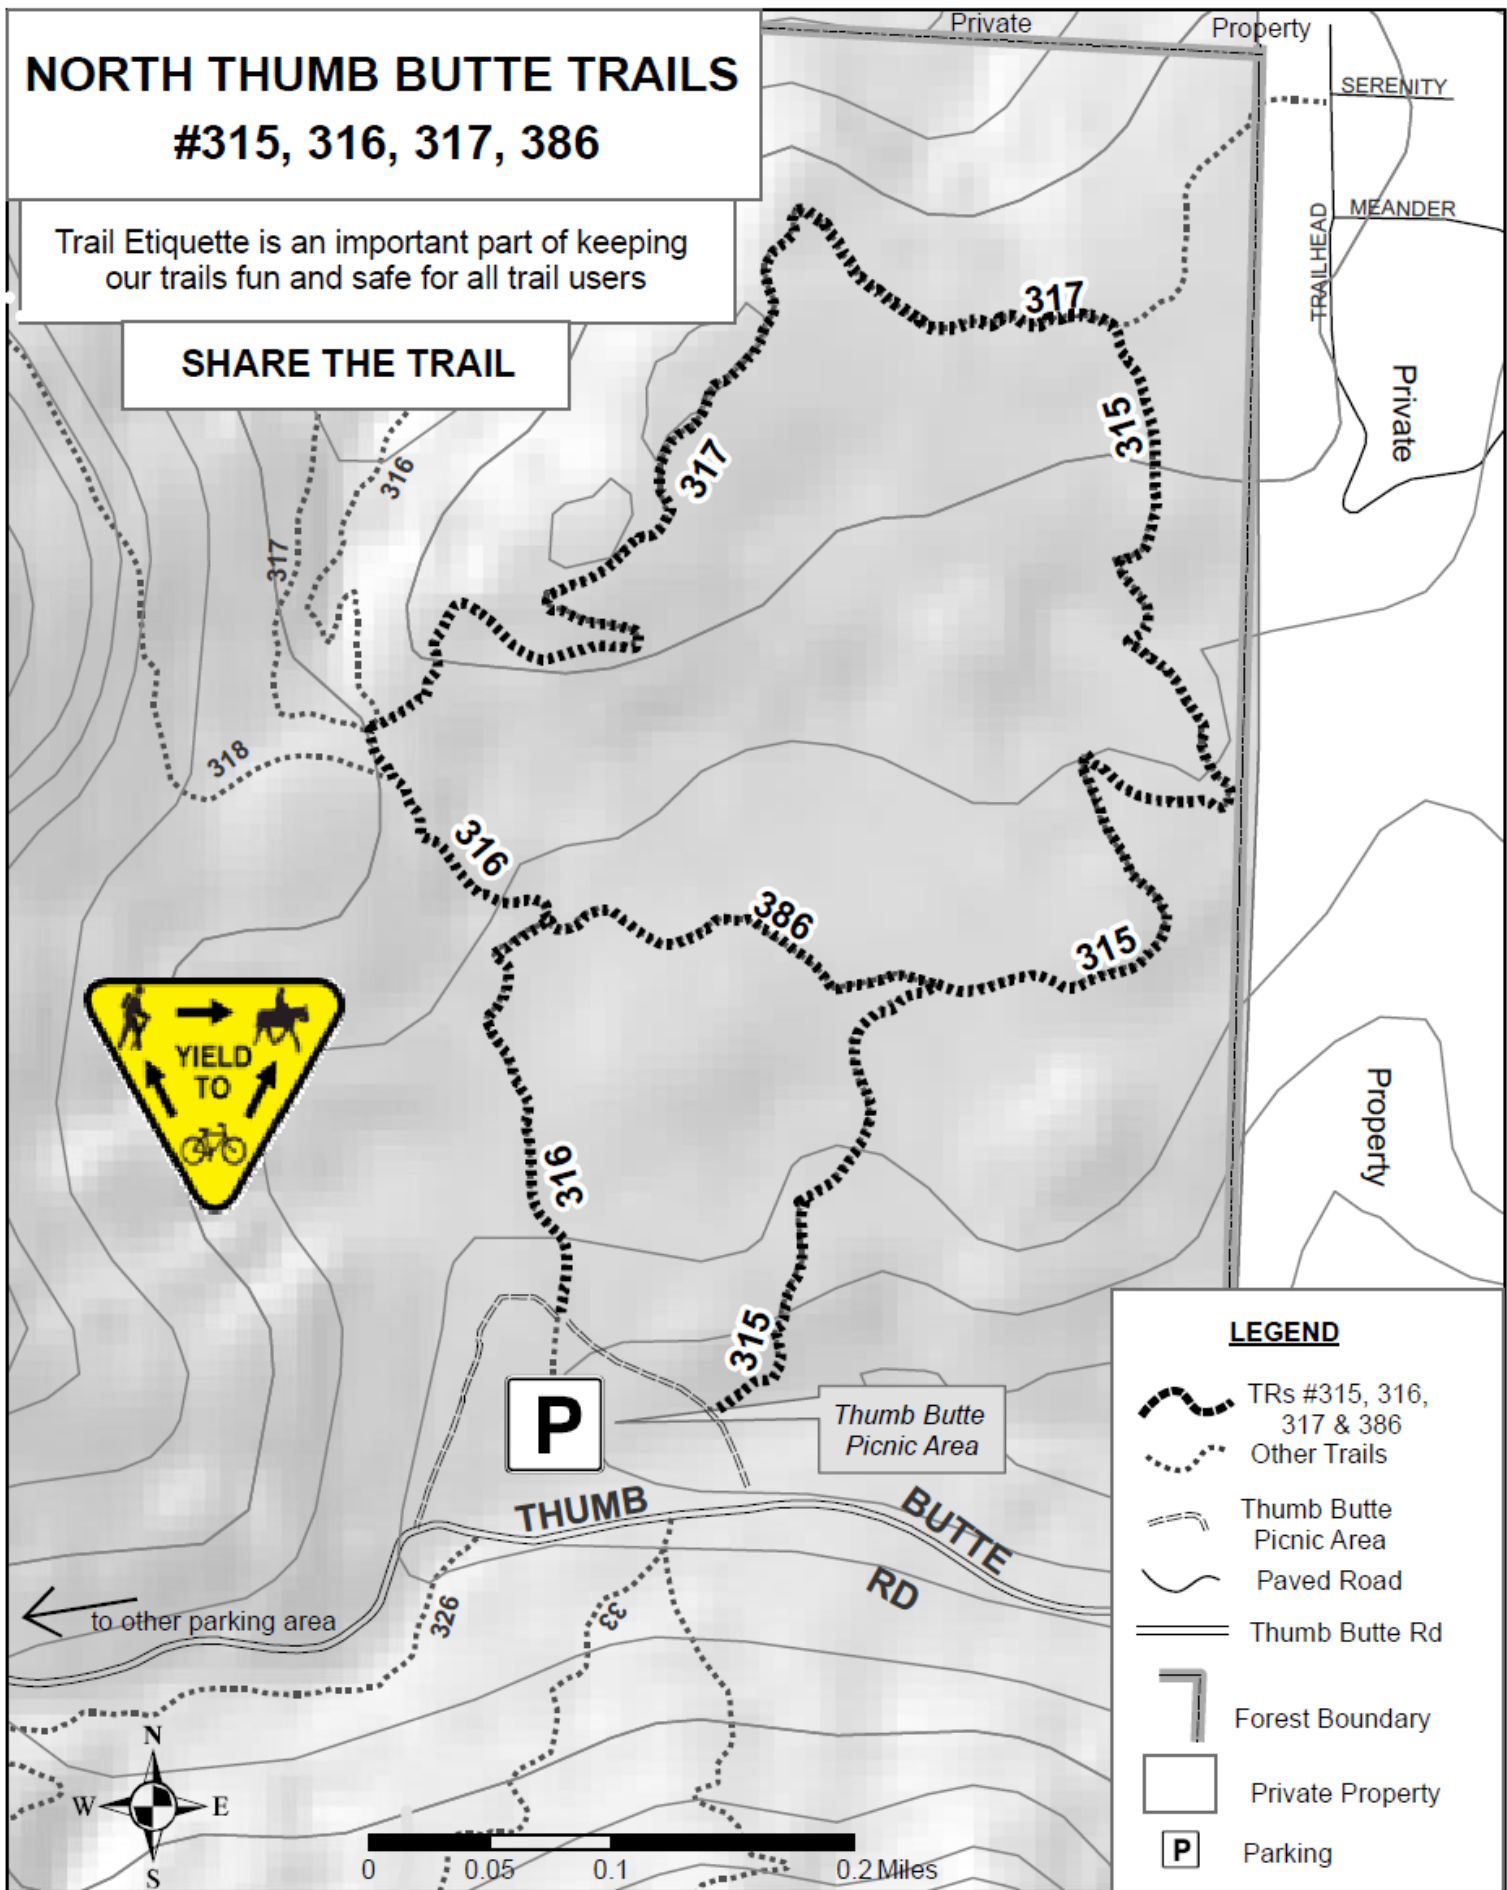 NORTH THUMB BUTTE TRAILS
#315, 316, 317, 386
Trail Etiquette is an important part of keeping
our trails fun and safe for all trail users
SHARE THE TRAIL
Private
Property
SERENITY
MEANDER
TRAILHEAD
Private
Property
317
315
317
316
317
318
316
386
315
YIELD
TO
316
315
P
Thumb Butte
Picnic Area
THUMB
BUTTE
RD
326
33
to other parking area
N
W
E
S
0
0.05
0.1
0.2 Miles
LEGEND
TRs #315, 316,
317 & 386
Other Trails
Thumb Butte
Picnic Area
Paved Road
Thumb Butte Rd
Forest Boundary
Private Property
P
Parking